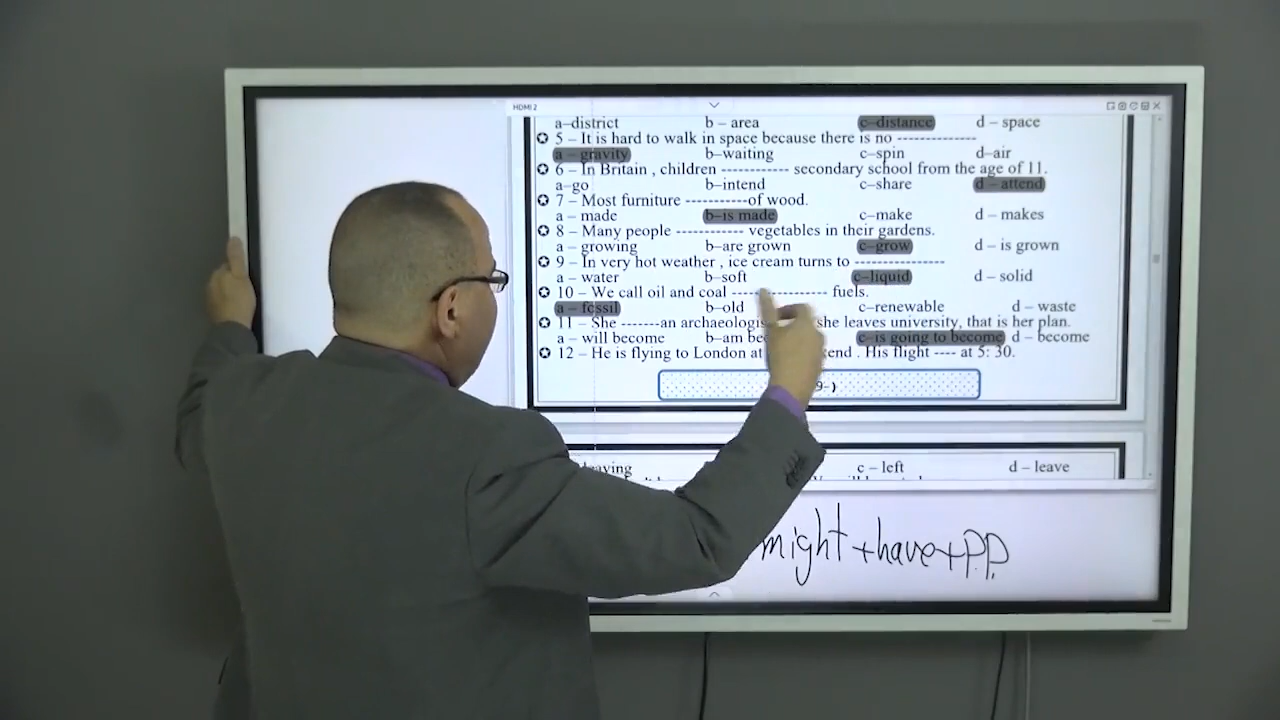 HDMI 2
a–district b – area c–distance d – space
5 – It is hard to walk in space because there is no --------------
a – gravity b–waiting c–spin d–air
6 – In Britain , children ------------ secondary school from the age of 11.
a–go b–intend c–share d – attend
7 – Most furniture -----------of wood.
a – made b–is made c–make d – makes
8 – Many people ------------ vegetables in their gardens.
a – growing b–are grown c–grow d – is grown
9 – In very hot weather , ice cream turns to ----------------
a – water b–soft c–liquid d – solid
10 – We call oil and coal ---------------- fuels.
a – fossil b–old c–renewable d – waste
11 – She -------an archaeologis she leaves university, that is her plan.
a – will become b–am be c–is going to become d – become
12 – He is flying to London at end . His flight ---- at 5: 30.
9-)
c – left d – leave
might + have + P.P.